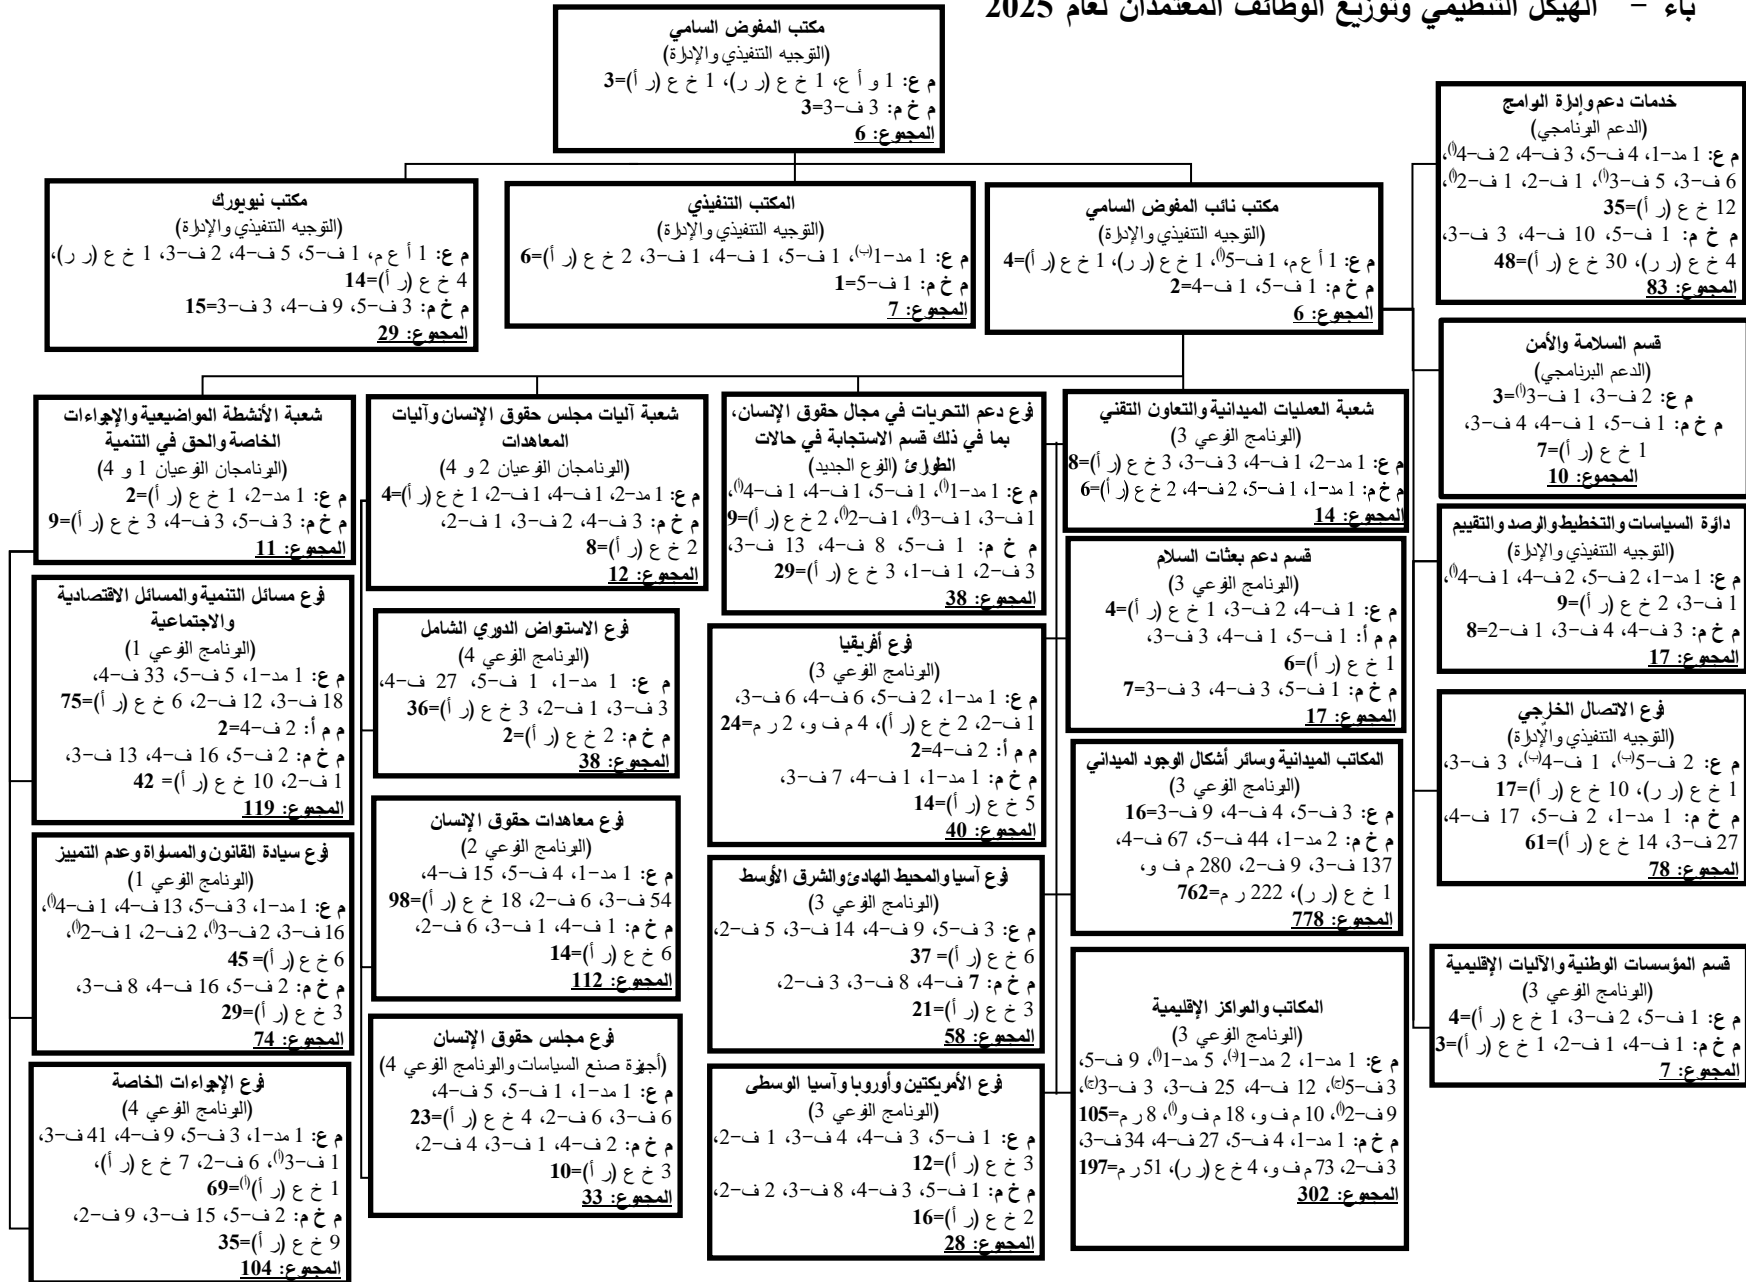 باء – الهيكل التنظيمي وتوزيع الوظائف المعتمدان لعام 2025
مكتب المفوض السامي
(التوجيه التنفيذي والإدارة)
م ع: 1 و أ ع، 1 خ ع (ر ر)، 1 خ ع (ر أ)=3
م خ م: 3 ف-3=3
المجموع: 6
خدمات دعم وإدارة البرامج
(الدعم البرنامجي)
م ع: 1 مد-1، 4 ف-5، 3 ف-4، 2 ف-4(أ)،
6 ف-3، 5 ف-3(أ)، 1 ف-2، 1 ف-2(أ)،
12 خ ع (ر أ)=35
م خ م: 1 ف-5، 10 ف-4، 3 ف-3،
4 خ ع (ر ر)، 30 خ ع (ر أ)=48
المجموع: 83
مكتب نائب المفوض السامي
(التوجيه التنفيذي والإدارة)
م ع: 1 أ ع م، 1 ف-5(أ)، 1 خ ع (ر ر)، 1 خ ع (ر أ)=4
م خ م: 1 ف-5، 1 ف-4=2
المجموع: 6
المكتب التنفيذي
(التوجيه التنفيذي والإدارة)
م ع: 1 مد-1(ب)، 1 ف-5، 1 ف-4، 1 ف-3، 2 خ ع (ر أ)=6
م خ م: 1 ف-5=1
المجموع: 7
مكتب نيويورك
(التوجيه التنفيذي والإدارة)
م ع: 1 أ ع م، 1 ف-5، 5 ف-4، 2 ف-3، 1 خ ع (ر ر)،
4 خ ع (ر أ)=14
م خ م: 3 ف-5، 9 ف-4، 3 ف-3=15
المجموع: 29
قسم السلامة والأمن
(الدعم البرنامجي)
م ع: 2 ف-3، 1 ف-3(أ)=3
م خ م: 1 ف-5، 1 ف-4، 4 ف-3،
1 خ ع (ر أ)=7
المجموع: 10
شعبة العمليات الميدانية والتعاون التقني
(البرنامج الفرعي 3)
م ع: 1 مد-2، 1 ف-4، 3 ف-3، 3 خ ع (ر أ)=8
م خ م: 1 مد-1، 1 ف-5، 2 ف-4، 2 خ ع (ر أ)=6
المجموع: 14
فرع دعم التحريات في مجال حقوق الإنسان،
بما في ذلك قسم الاستجابة في حالات
الطوارئ (الفرع الجديد)
م ع: 1 مد-1(أ)، 1 ف-5، 1 ف-4، 1 ف-4(أ)،
1 ف-3، 1 ف-3(أ)، 1 ف-2(أ)، 2 خ ع (ر أ)=9
م خ م: 1 ف-5، 8 ف-4، 13 ف-3،
3 ف-2، 1 ف-1، 3 خ ع (ر أ)=29
المجموع: 38
شعبة آليات مجلس حقوق الإنسان وآليات
المعاهدات
(البرنامجان الفرعيان 2 و 4)
م ع: 1 مد-2، 1 ف-4، 1 ف-2، 1 خ ع (ر أ)=4
م خ م: 3 ف-4، 2 ف-3، 1 ف-2،
2 خ ع (ر أ)=8
المجموع: 12
شعبة الأنشطة المواضيعية والإجراءات
الخاصة والحق في التنمية
(البرنامجان الفرعيان 1 و 4)
م ع: 1 مد-2، 1 خ ع (ر أ)=2
م خ م: 3 ف-5، 3 ف-4، 3 خ ع (ر أ)=9
المجموع: 11
دائرة السياسات والتخطيط والرصد والتقييم
(التوجيه التنفيذي والإدارة)
م ع: 1 مد-1، 2 ف-5، 2 ف-4، 1 ف-4(أ)،
1 ف-3، 2 خ ع (ر أ)=9
م خ م: 3 ف-4، 4 ف-3، 1 ف-2=8
المجموع: 17
قسم دعم بعثات السلام
(البرنامج الفرعي 3)
م ع: 1 ف-4، 2 ف-3، 1 خ ع (ر أ)=4
م م أ: 1 ف-5، 1 ف-4، 3 ف-3،
1 خ ع (ر أ)=6
م خ م: 1 ف-5، 3 ف-4، 3 ف-3=7
المجموع: 17
فرع أفريقيا
(البرنامج الفرعي 3)
م ع: 1 مد-1، 2 ف-5، 6 ف-4، 6 ف-3،
1 ف-2، 2 خ ع (ر أ)، 4 م ف و، 2 ر م=24
م م أ: 2 ف-4=2
م خ م: 1 مد-1، 1 ف-4، 7 ف-3،
5 خ ع (ر أ)=14
المجموع: 40
فرع الاستعراض الدوري الشامل
(البرنامج الفرعي 4)
م ع: 1 مد-1، 1 ف-5، 27 ف-4،
3 ف-3، 1 ف-2، 3 خ ع (ر أ)=36
م خ م: 2 خ ع (ر أ)=2
المجموع: 38
فرع مسائل التنمية والمسائل الاقتصادية
والاجتماعية
(البرنامج الفرعي 1)
م ع: 1 مد-1، 5 ف-5، 33 ف-4،
18 ف-3، 12 ف-2، 6 خ ع (ر أ)=75
م م أ: 2 ف-4=2
م خ م: 2 ف-5، 16 ف-4، 13 ف-3،
1 ف-2، 10 خ ع (ر أ)= 42
المجموع: 119
فرع الاتصال الخارجي
(التوجيه التنفيذي والإدارة)
م ع: 2 ف-5(ب)، 1 ف-4(ب)، 3 ف-3،
1 خ ع (ر ر)، 10 خ ع (ر أ)=17
م خ م: 1 مد-1، 2 ف-5، 17 ف-4،
27 ف-3، 14 خ ع (ر أ)=61
المجموع: 78
المكاتب الميدانية وسائر أشكال الوجود الميداني
(البرنامج الفرعي 3)
م ع: 3 ف-5، 4 ف-4، 9 ف-3=16
م خ م: 2 مد-1، 44 ف-5، 67 ف-4،
137 ف-3، 9 ف-2، 280 م ف و،
1 خ ع (ر ر)، 222 ر م=762
المجموع: 778
فرع آسيا والمحيط الهادئ والشرق الأوسط
(البرنامج الفرعي 3)
م ع: 3 ف-5، 9 ف-4، 14 ف-3، 5 ف-2،
6 خ ع (ر أ)= 37
م خ م: 7 ف-4، 8 ف-3، 3 ف-2،
3 خ ع (ر أ)=21
المجموع: 58
فرع معاهدات حقوق الإنسان
(البرنامج الفرعي 2)
م ع: 1 مد-1، 4 ف-5، 15 ف-4،
54 ف-3، 6 ف-2، 18 خ ع (ر أ)=98
م خ م: 1 ف-4، 1 ف-3، 6 ف-2،
6 خ ع (ر أ)=14
المجموع: 112
فرع سيادة القانون والمساواة وعدم التمييز
(البرنامج الفرعي 1)
م ع: 1 مد-1، 3 ف-5، 13 ف-4، 1 ف-4(أ)،
16 ف-3، 2 ف-3(أ)، 2 ف-2، 1 ف-2(أ)،
6 خ ع (ر أ)= 45
م خ م: 2 ف-5، 16 ف-4، 8 ف-3،
3 خ ع (ر أ)=29
المجموع: 74
قسم المؤسسات الوطنية والآليات الإقليمية
(البرنامج الفرعي 3)
م ع: 1 ف-5، 2 ف-3، 1 خ ع (ر أ)=4
م خ م: 1 ف-4، 1 ف-2، 1 خ ع (ر أ)=3
المجموع: 7
المكاتب والمراكز الإقليمية
(البرنامج الفرعي 3)
م ع: 1 مد-1، 2 مد-1، 5 مد-1(أ)، 9 ف-5،
3 ف-5(ج)، 12 ف-4، 25 ف-3، 3 ف-3(ج)،
9 ف-2(أ)، 10 م ف و، 18 م ف و(أ)، 8 ر م=105
م خ م: 1 مد-1، 4 ف-5، 27 ف-4، 34 ف-3،
3 ف-2، 73 م ف و، 4 خ ع (ر ر)، 51 ر م=197
المجموع: 302
فرع الأمريكتين وأوروبا وآسيا الوسطى
(البرنامج الفرعي 3)
م ع: 1 ف-5، 3 ف-4، 4 ف-3، 1 ف-2،
3 خ ع (ر أ)=12
م خ م: 1 ف-5، 3 ف-4، 8 ف-3، 2 ف-2،
2 خ ع (ر أ)=16
المجموع: 28
فرع مجلس حقوق الإنسان
(أجهزة صنع السياسات والبرنامج الفرعي 4)
م ع: 1 مد-1، 1 ف-5، 5 ف-4،
6 ف-3، 6 ف-2، 4 خ ع (ر أ)=23
م خ م: 2 ف-4، 1 ف-3، 4 ف-2،
3 خ ع (ر أ)=10
المجموع: 33
فرع الإجراءات الخاصة
(البرنامج الفرعي 4)
م ع: 1 مد-1، 3 ف-5، 9 ف-4، 41 ف-3،
1 ف-3(أ)، 6 ف-2، 7 خ ع (ر أ)،
1 خ ع (ر أ)(أ)=69
م خ م: 2 ف-5، 15 ف-3، 9 ف-2،
9 خ ع (ر أ)=35
المجموع: 104